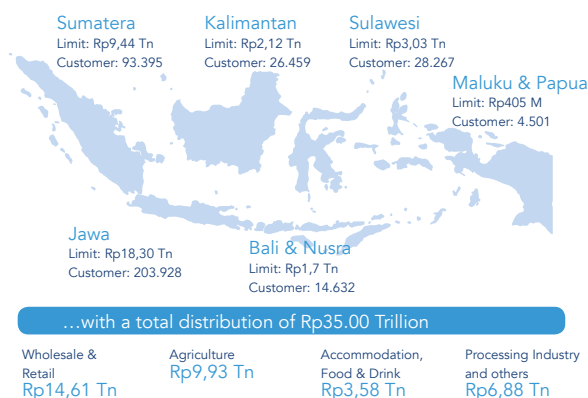 Sumatera
Limit: Rp9,44 Tn
Customer: 93.395
Kalimantan
Limit: Rp2,12 Tn
Customer: 26.459
Sulawesi
Limit: Rp3,03 Tn
Customer: 28.267
Maluku & Papua
Limit: Rp405 M
Customer: 4.501
Jawa
Limit: Rp18,30 Tn
Customer: 203.928
Bali & Nusra
Limit: Rp1,7 Tn
Customer: 14.632
...with a total distribution of Rp35.00 Trillion
Wholesale &
Retail
Rp14,61 Tn
Agriculture
Rp9,93 Tn
Accommodation,
Food & Drink
Rp3,58 Tn
Processing Industry
and others
Rp6,88 Tn